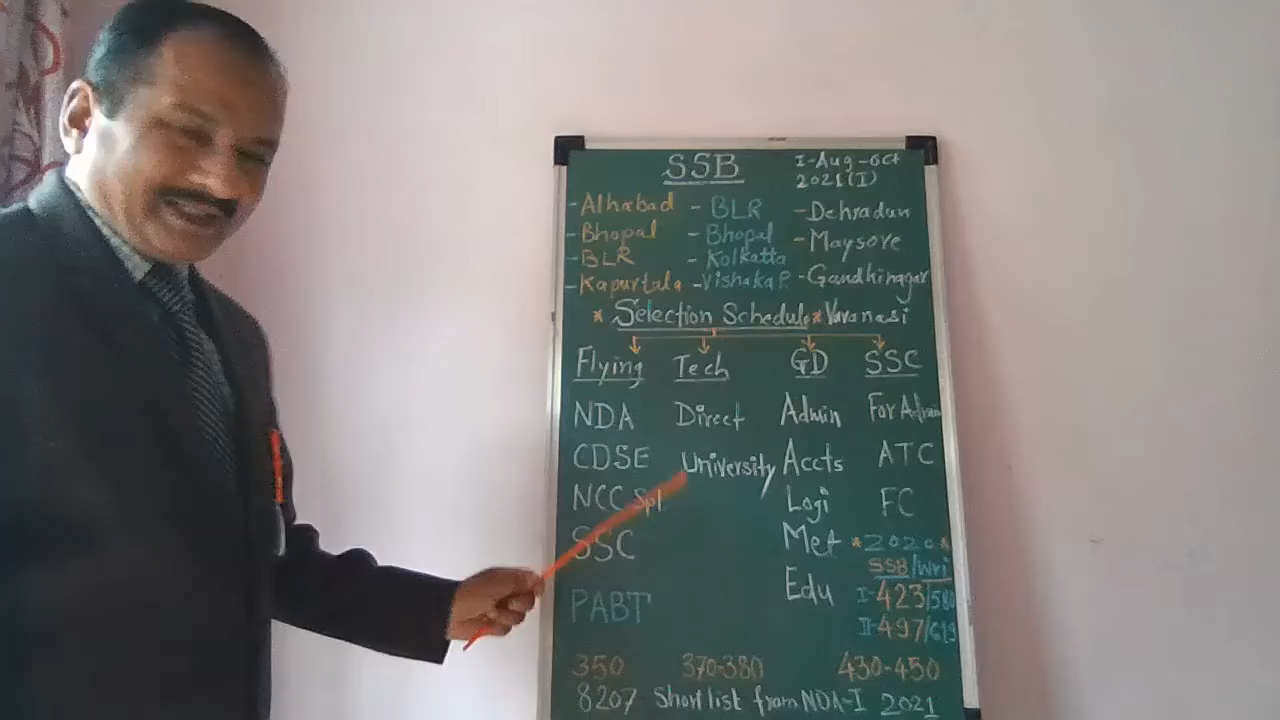 SSB I-Aug-Oct
2021(I)
-Alhabad -BLR -Dehradun
-Bhopal -Bhopal -Maysore
-BLR -Kolkatta
-Kapurtala -Vishaka P. -Gandhinagar
* Selection Schedule * Varanasi
Flying Tech GD SSC
NDA Direct Admin For Admin
CDSE University Accts ATC
NCC Spl Logi FC
SSC Met *2020*
SSB/Wri
PABT Edu I-423/
II-497/619
350 370-380 430-450
8207 Short list from NDA-I 2021